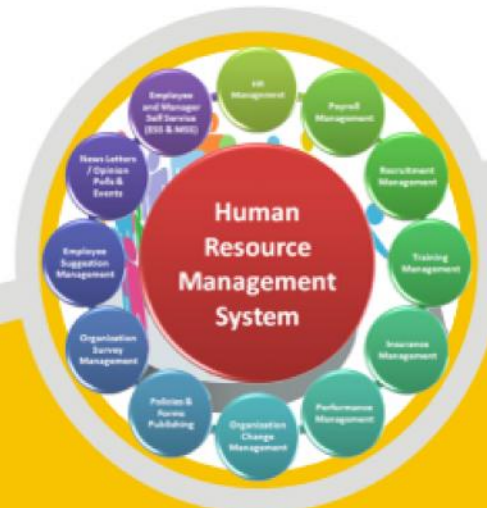 Human
Resource
Management
System
HR
Management
Payroll
Management
Recruitment
Management
Training
Management
Insurance
Management
Performance
Management
Organization
Change
Management
Policies &
Forms
Publishing
Organization
Survey
Management
Employee
Suggestion
Management
News Letters
/ Opinion
Polls &
Events
Employee
and Manager
Self Service
(ESS & MSS)